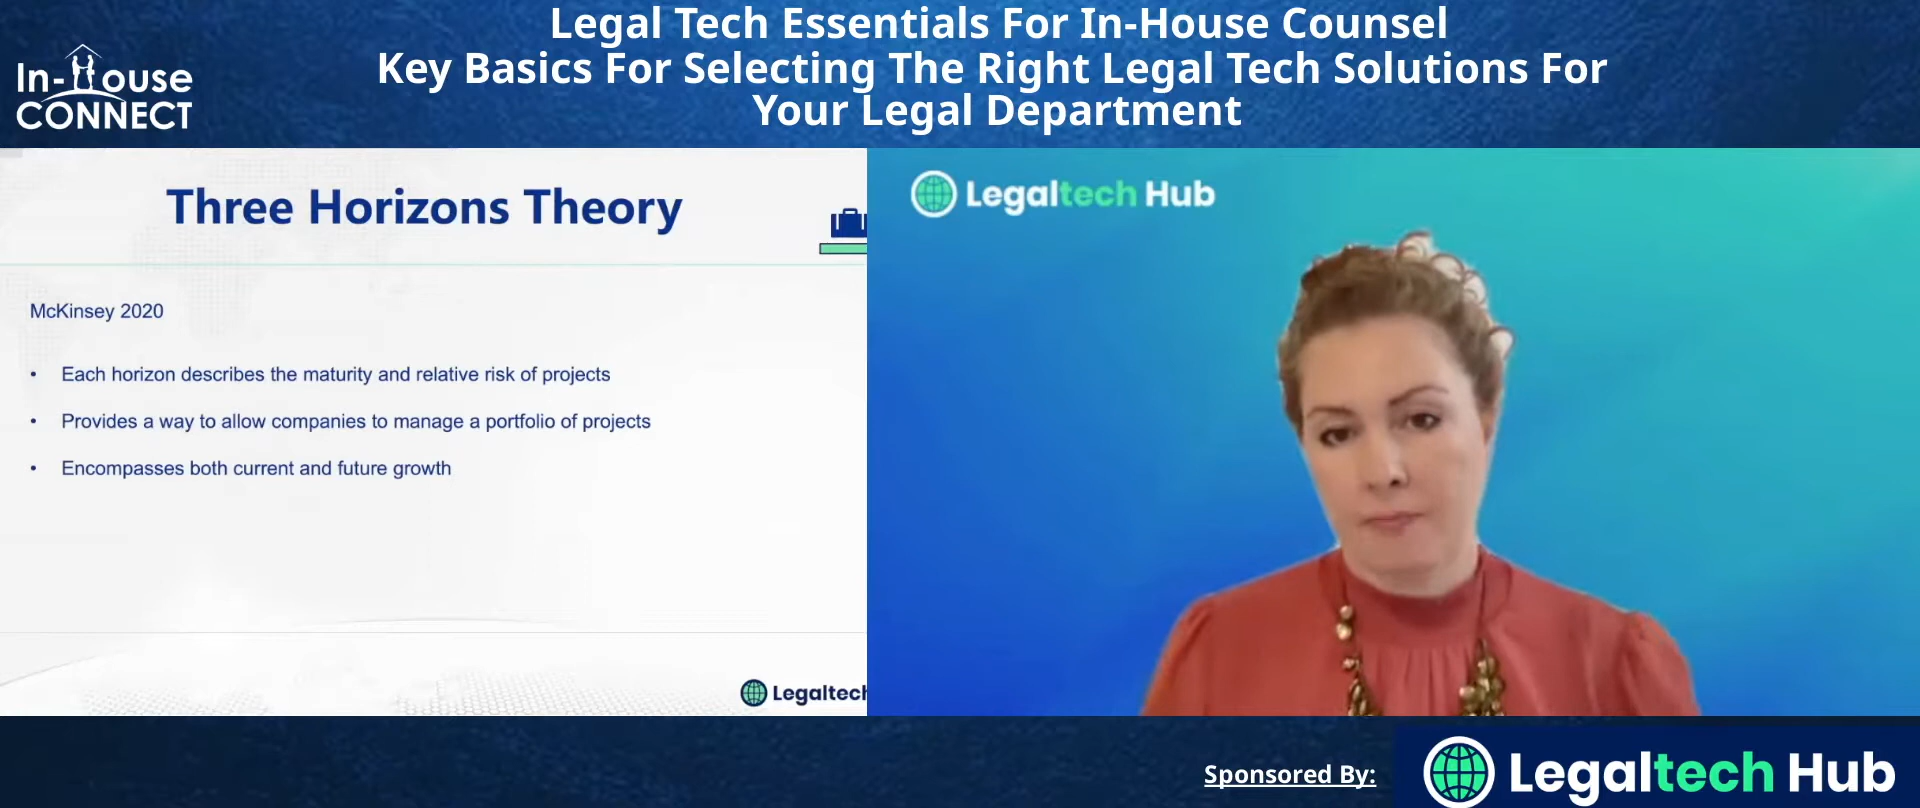 Legal Tech Essentials For In-House Counsel
Key Basics For Selecting The Right Legal Tech Solutions For
Your Legal Department
In-House
CONNECT
Three Horizons Theory
McKinsey 2020
• Each horizon describes the maturity and relative risk of projects
• Provides a way to allow companies to manage a portfolio of projects
• Encompasses both current and future growth
Legaltech
Legaltech Hub
Sponsored By:
Legaltech Hub